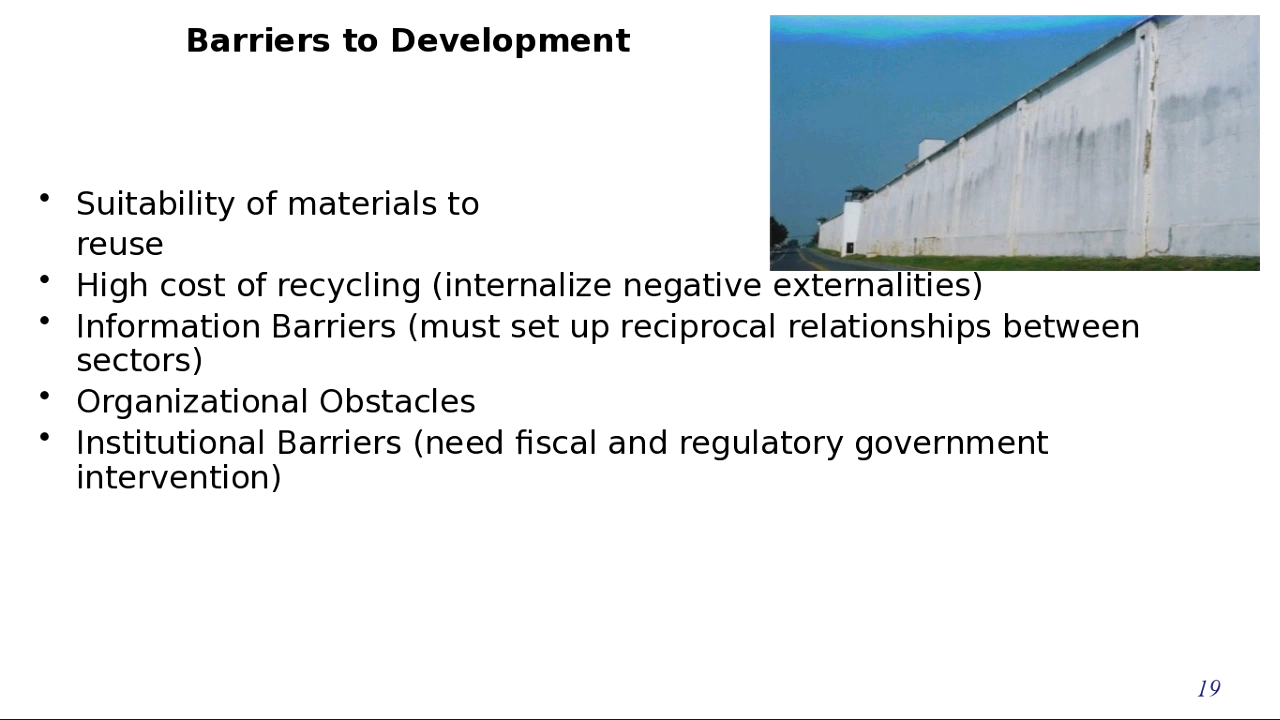 Barriers to Development
• Suitability of materials to
reuse
• High cost of recycling (internalize negative externalities)
• Information Barriers (must set up reciprocal relationships between
sectors)
• Organizational Obstacles
• Institutional Barriers (need fiscal and regulatory government
intervention)
19